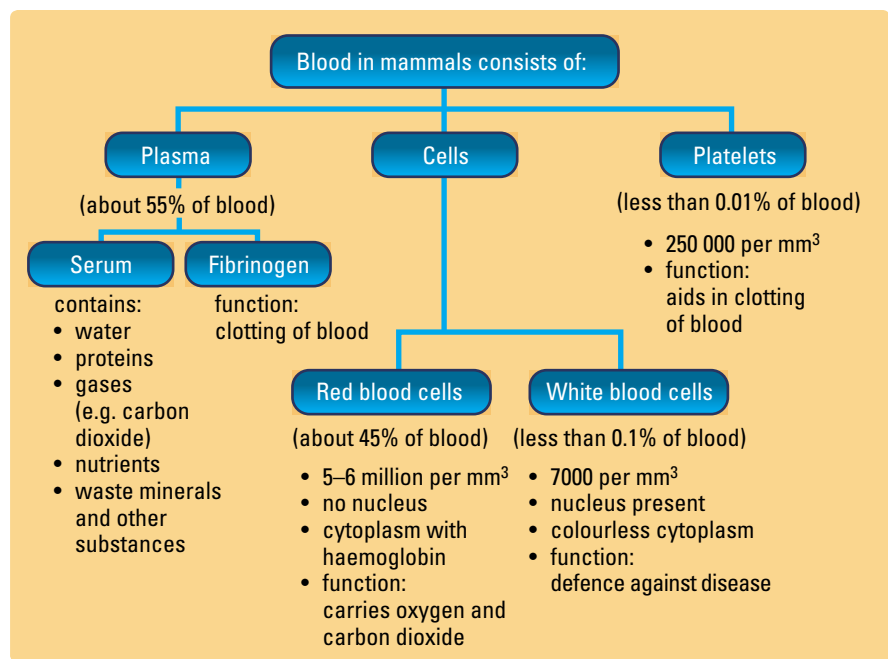 Blood in mammals consists of:
Plasma
(about 55% of blood)
Serum
contains:
• water
• proteins
• gases
(e.g. carbon
dioxide)
• nutrients
• waste minerals
and other
substances
Fibrinogen
function:
clotting of blood
Cells
Red blood cells
(about 45% of blood)
• 5–6 million per mm³
• no nucleus
• cytoplasm with
haemoglobin
• function:
carries oxygen and
carbon dioxide
White blood cells
(less than 0.1% of blood)
• 7000 per mm³
• nucleus present
• colourless cytoplasm
• function:
defence against disease
Platelets
(less than 0.01% of blood)
• 250 000 per mm³
• function:
aids in clotting
of blood